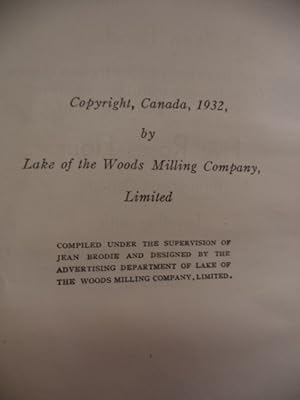 Copyright, Canada, 1932,
by
Lake of the Woods Milling Company,
Limited
COMPILED UNDER THE SUPERVISION OF
JEAN BRODIE AND DESIGNED BY THE
ADVERTISING DEPARTMENT OF LAKE OF
THE WOODS MILLING COMPANY, LIMITED.